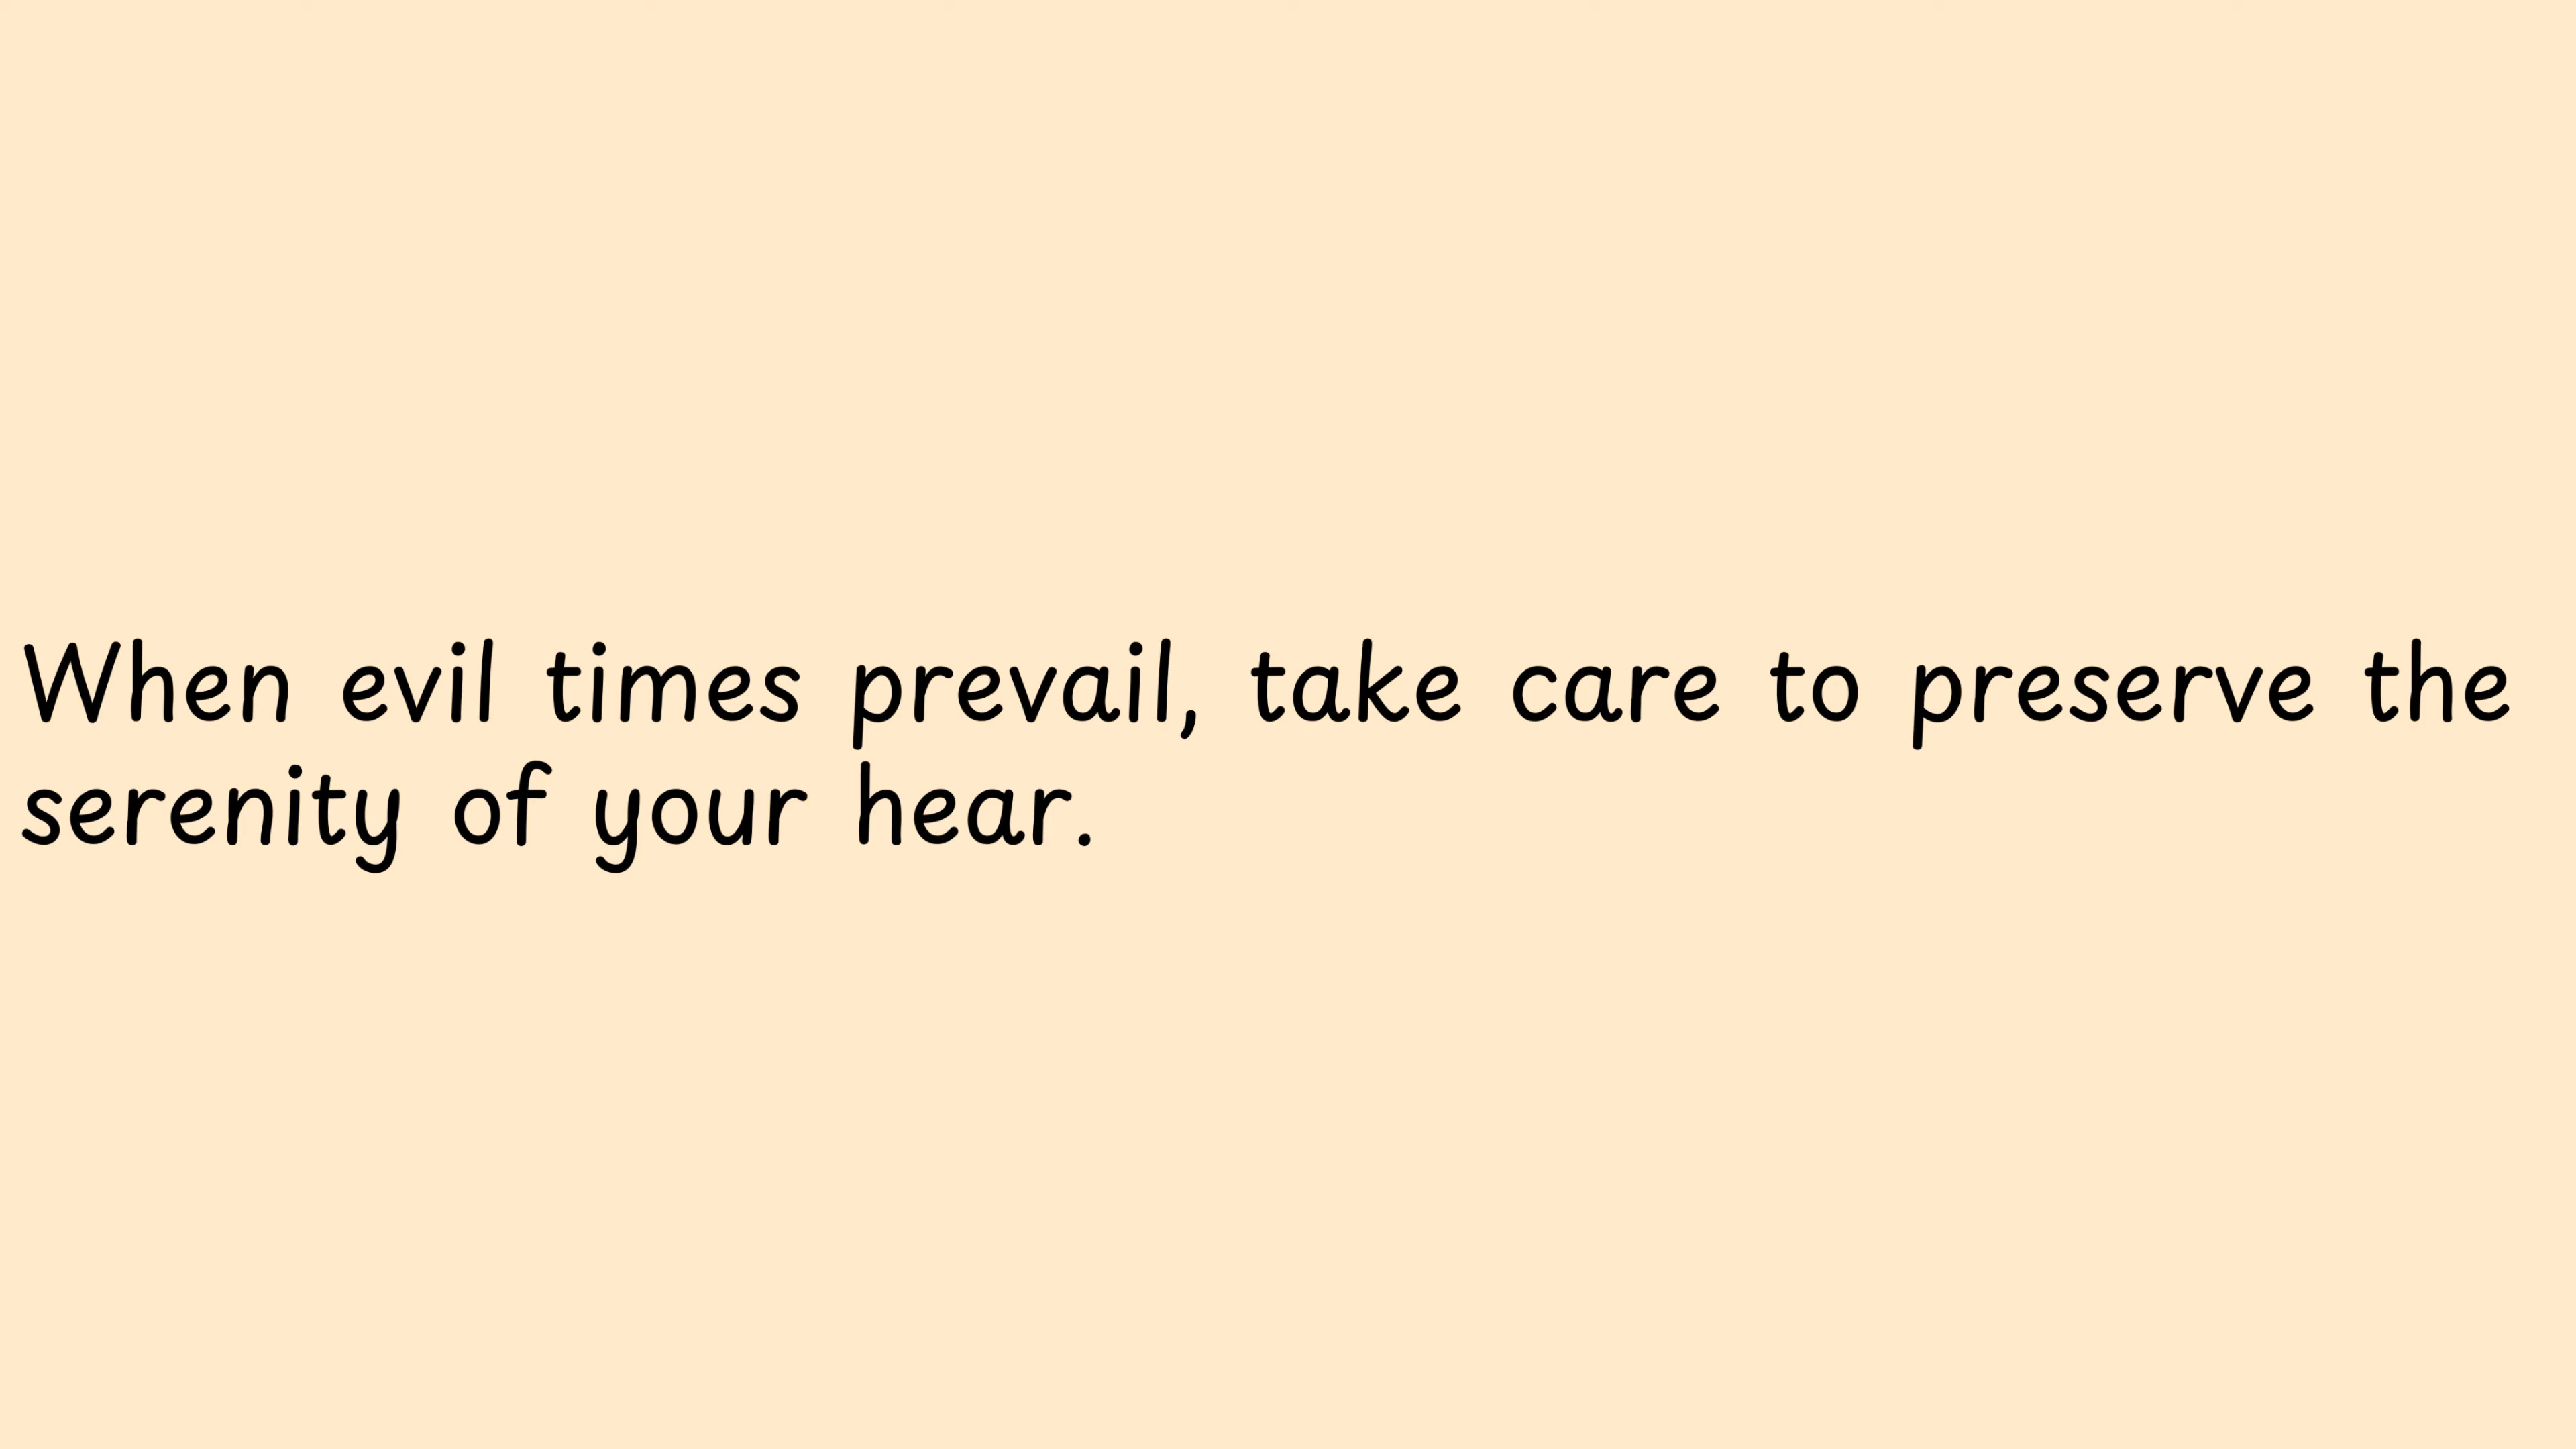 When evil times prevail, take care to preserve the
serenity of your hear.